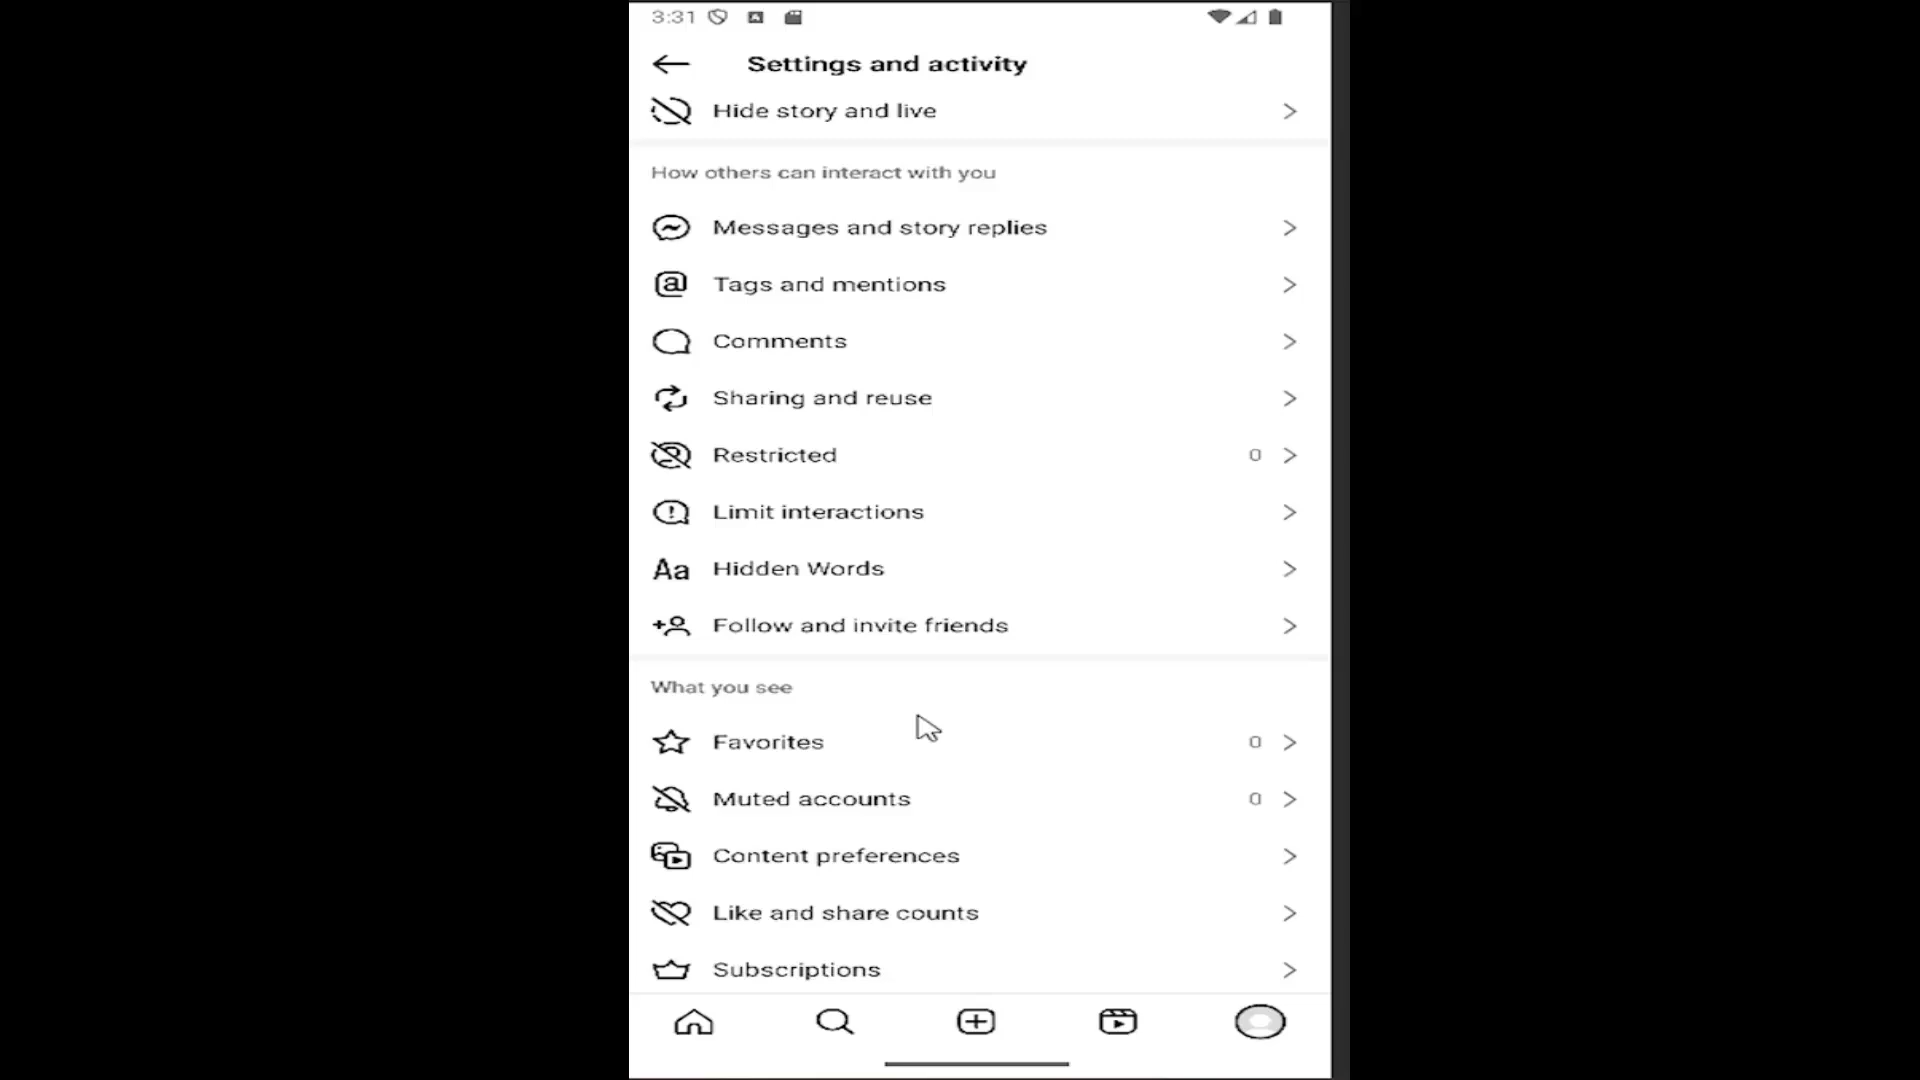 3:31
Settings and activity
Hide story and live
How others can interact with you
Messages and story replies
Tags and mentions
Comments
Sharing and reuse
Restricted 0
Limit interactions
Aa Hidden Words
Follow and invite friends
What you see
Favorites 0
Muted accounts 0
Content preferences
Like and share counts
Subscriptions